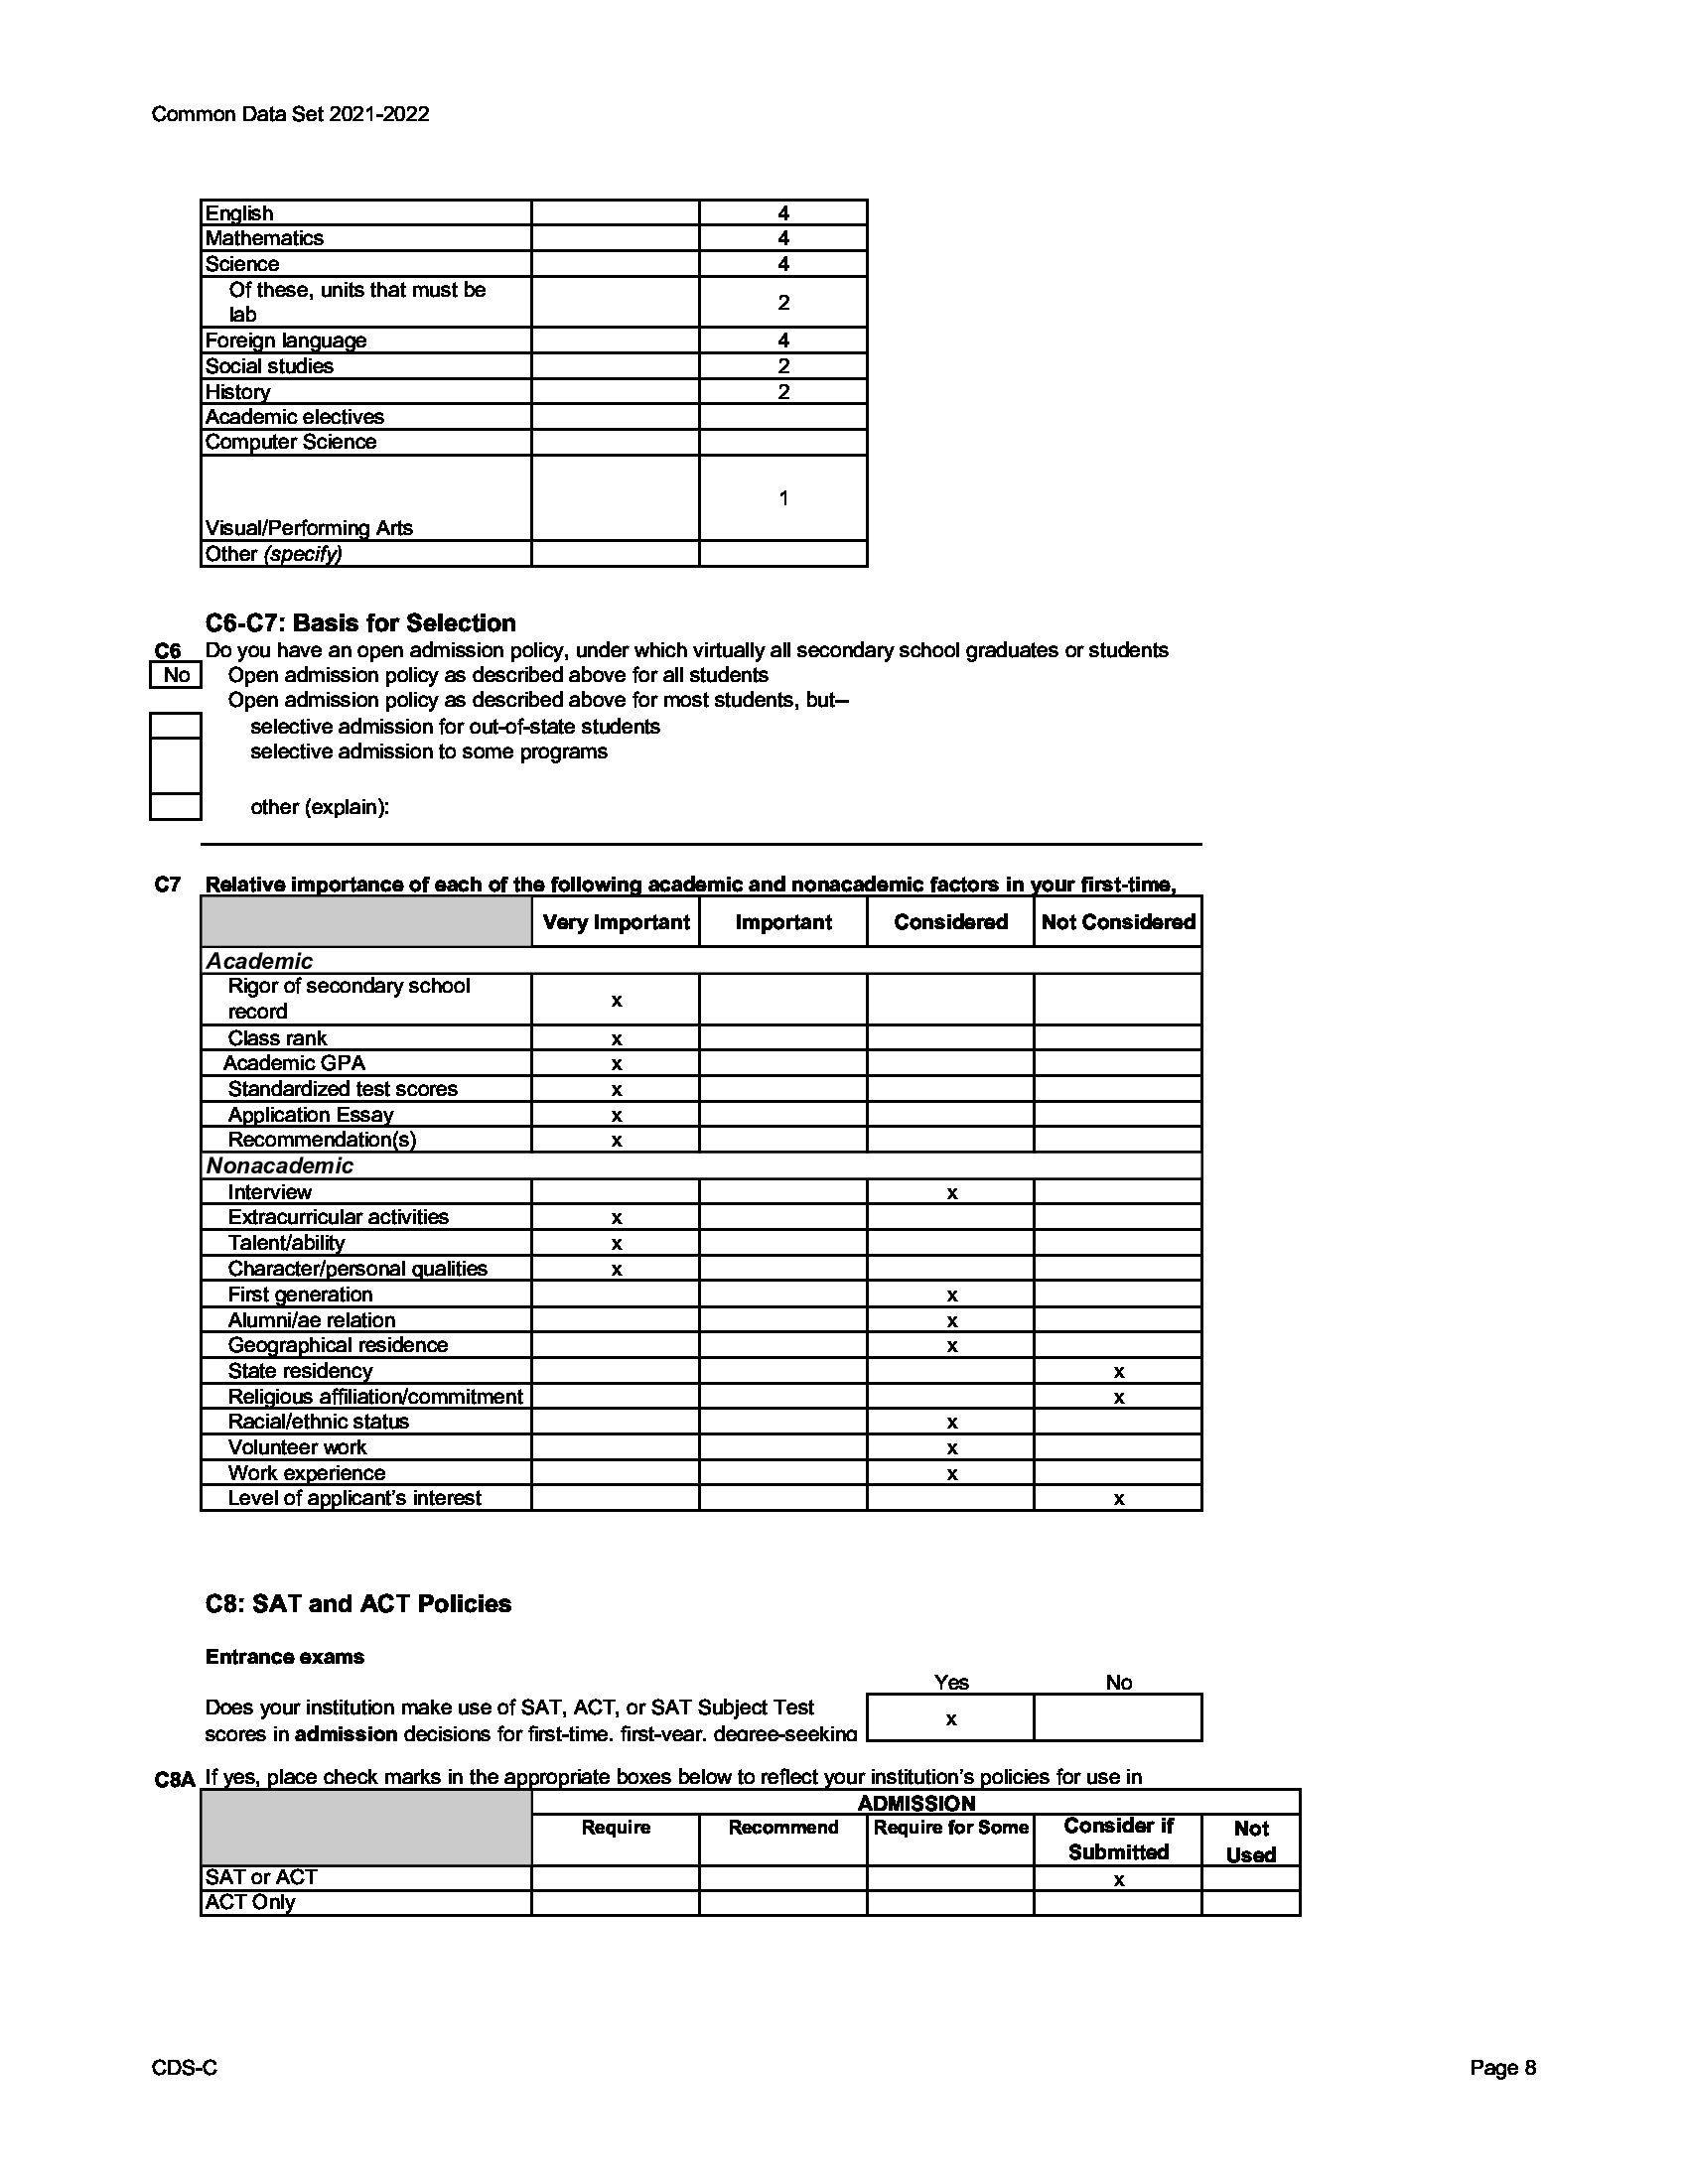 Common Data Set 2021-2022
English 4
Mathematics 4
Science 4
Of these, units that must be
lab 2
Foreign language 4
Social studies 2
History 2
Academic electives
Computer Science
Visual/Performing Arts 1
Other (specify)
C6-C7: Basis for Selection
C6 Do you have an open admission policy, under which virtually all secondary school graduates or students
No Open admission policy as described above for all students
Open admission policy as described above for most students, but--
selective admission for out-of-state students
selective admission to some programs
other (explain):
C7 Relative importance of each of the following academic and nonacademic factors in your first-time,
Very Important Important Considered Not Considered
Academic
Rigor of secondary school
record x
Class rank x
Academic GPA x
Standardized test scores x
Application Essay x
Recommendation(s) x
Nonacademic
Interview x
Extracurricular activities x
Talent/ability x
Character/personal qualities x
First generation x
Alumni/ae relation x
Geographical residence x
State residency x
Religious affiliation/commitment x
Racial/ethnic status x
Volunteer work x
Work experience x
Level of applicant's interest x
C8: SAT and ACT Policies
Entrance exams
Yes No
Does your institution make use of SAT, ACT, or SAT Subject Test
scores in admission decisions for first-time, first-year, degree-seeking x
C8A If yes, place check marks in the appropriate boxes below to reflect your institution's policies for use in
ADMISSION
Require Recommend Require for Some Consider if
Submitted Not
Used
SAT or ACT x
ACT Only
CDS-C Page 8